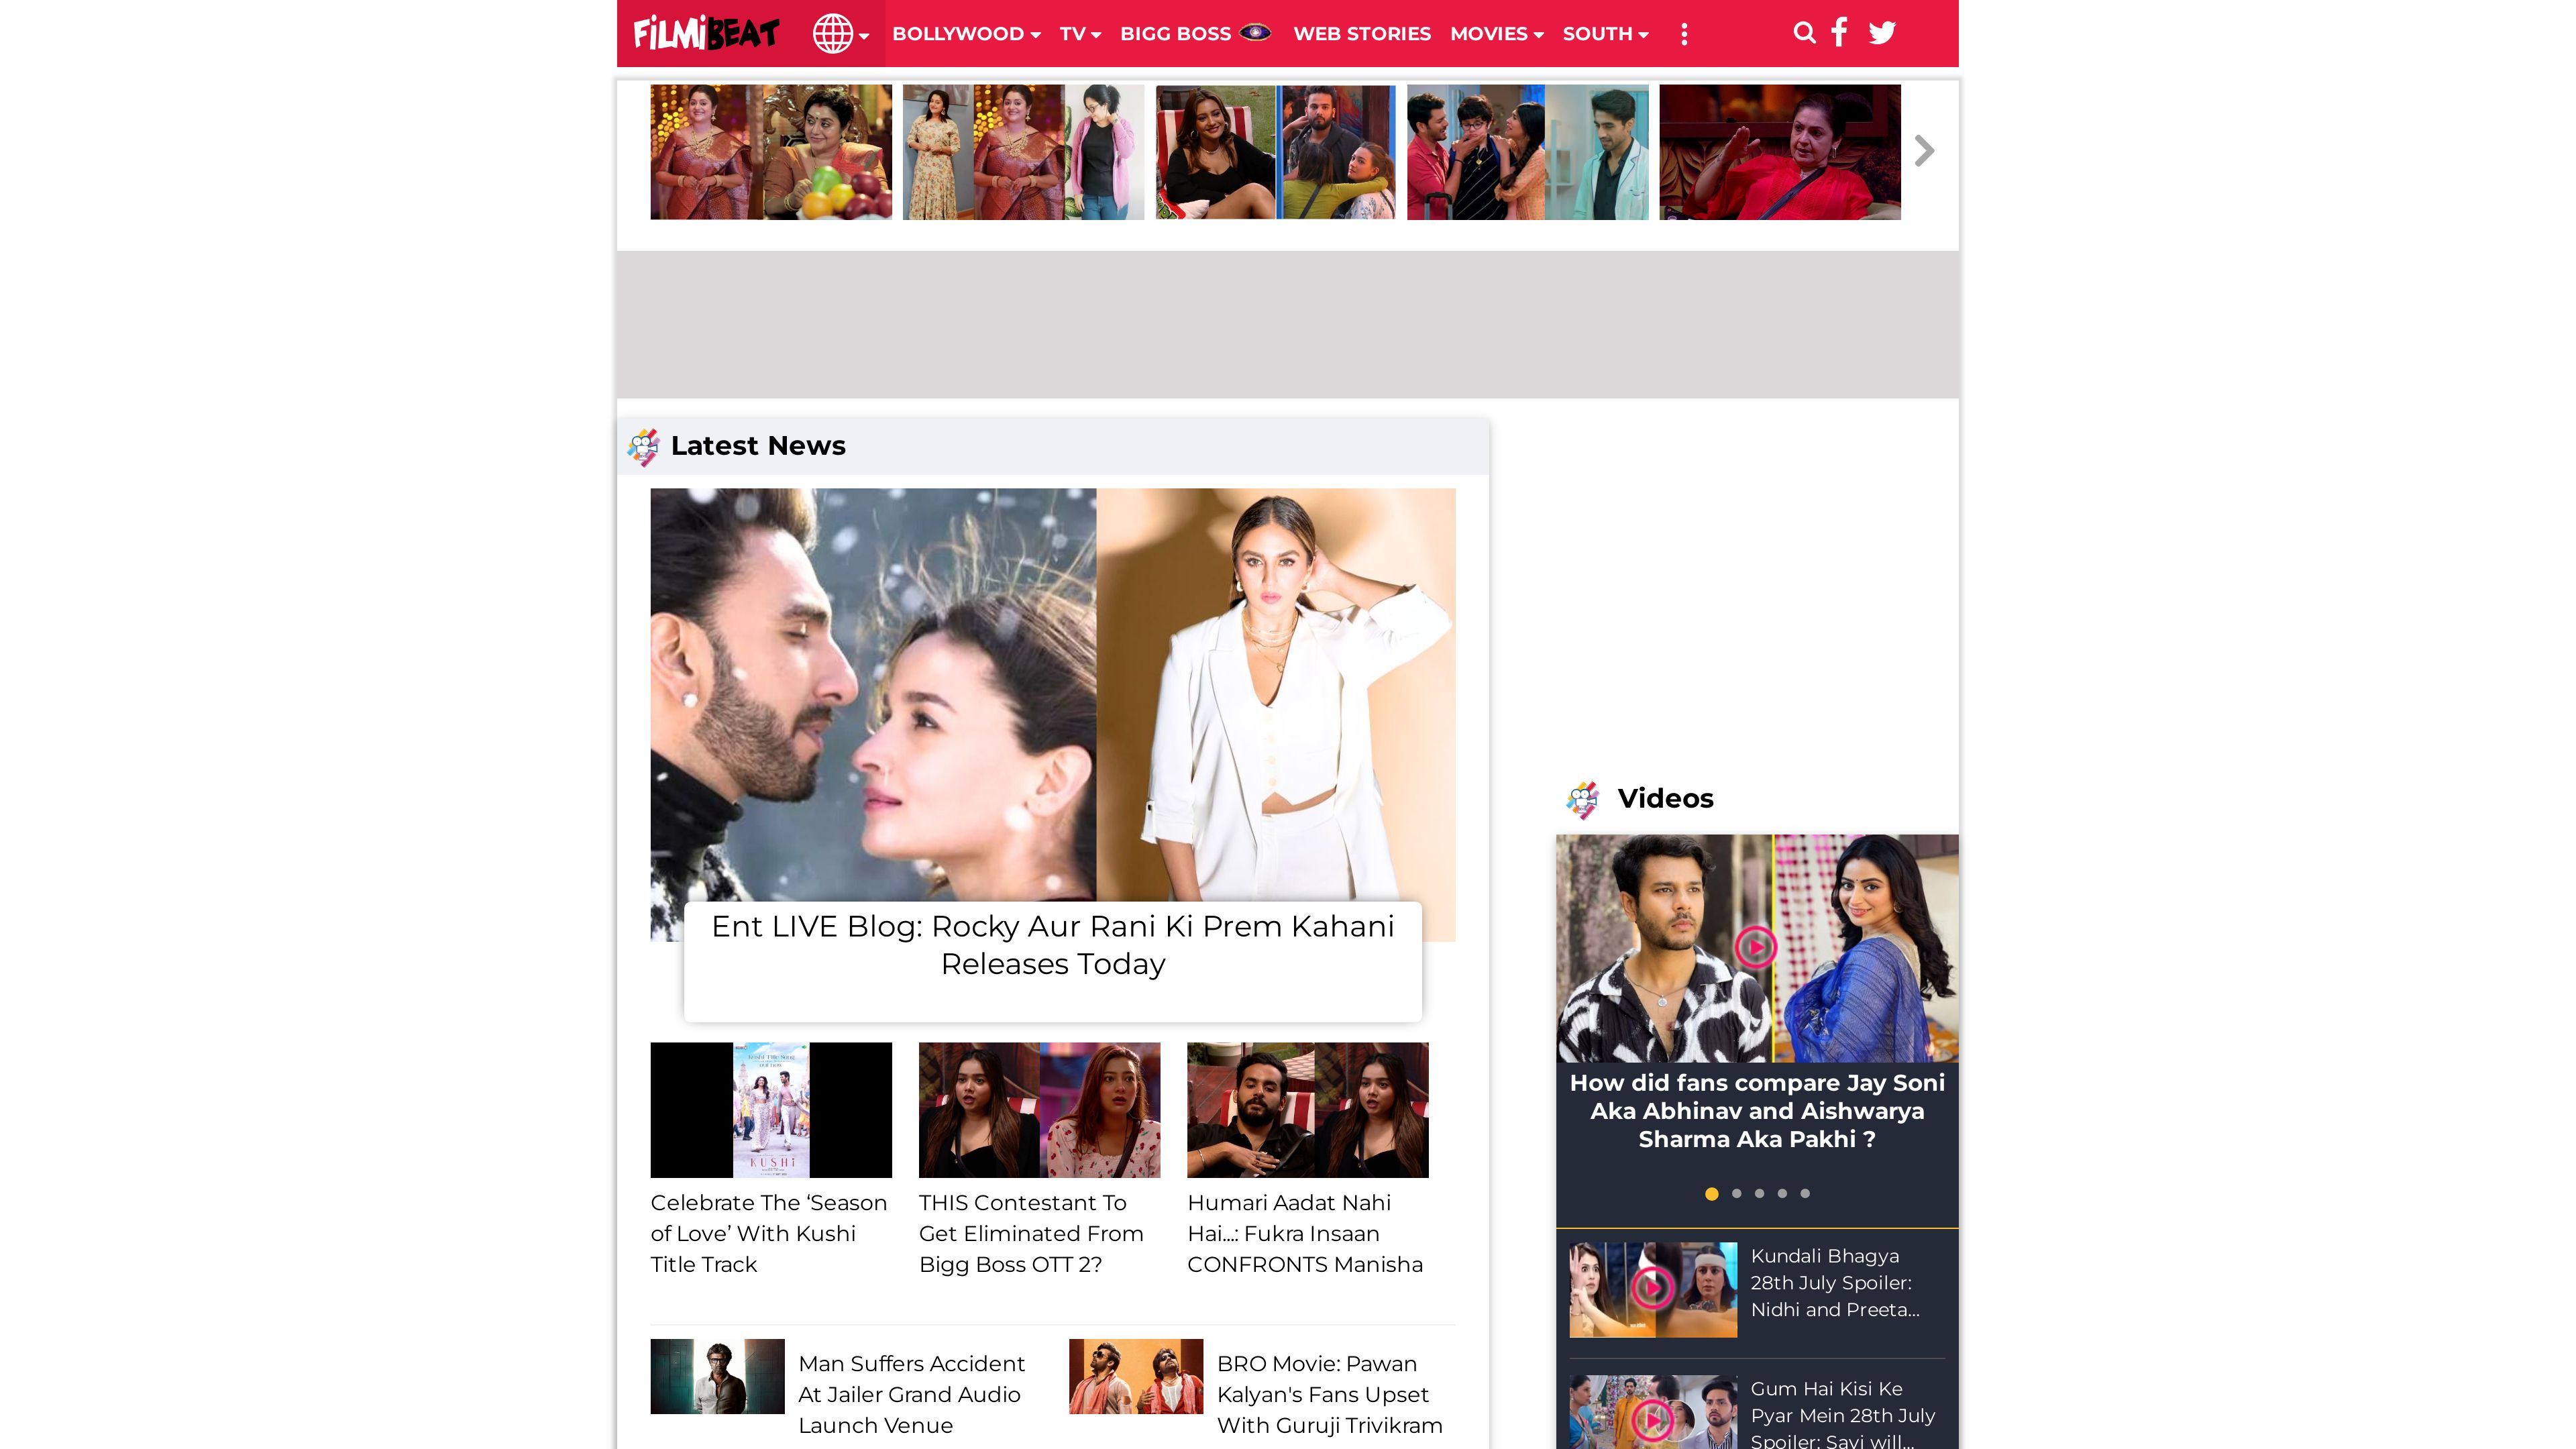 FiLMiBEAT
BOLLYWOOD TV BIGG BOSS WEB STORIES MOVIES SOUTH
Latest News
Ent LIVE Blog: Rocky Aur Rani Ki Prem Kahani
Releases Today
KUSHi
Celebrate The ‘Season
of Love’ With Kushi
Title Track
THIS Contestant To
Get Eliminated From
Bigg Boss OTT 2?
Humari Aadat Nahi
Hai...: Fukra Insaan
CONFRONTS Manisha
Man Suffers Accident
At Jailer Grand Audio
Launch Venue
BRO Movie: Pawan
Kalyan's Fans Upset
With Guruji Trivikram
Videos
How did fans compare Jay Soni
Aka Abhinav and Aishwarya
Sharma Aka Pakhi ?
Kundali Bhagya
28th July Spoiler:
Nidhi and Preeta...
Gum Hai Kisi Ke
Pyar Mein 28th July
Spoiler: Savi will...